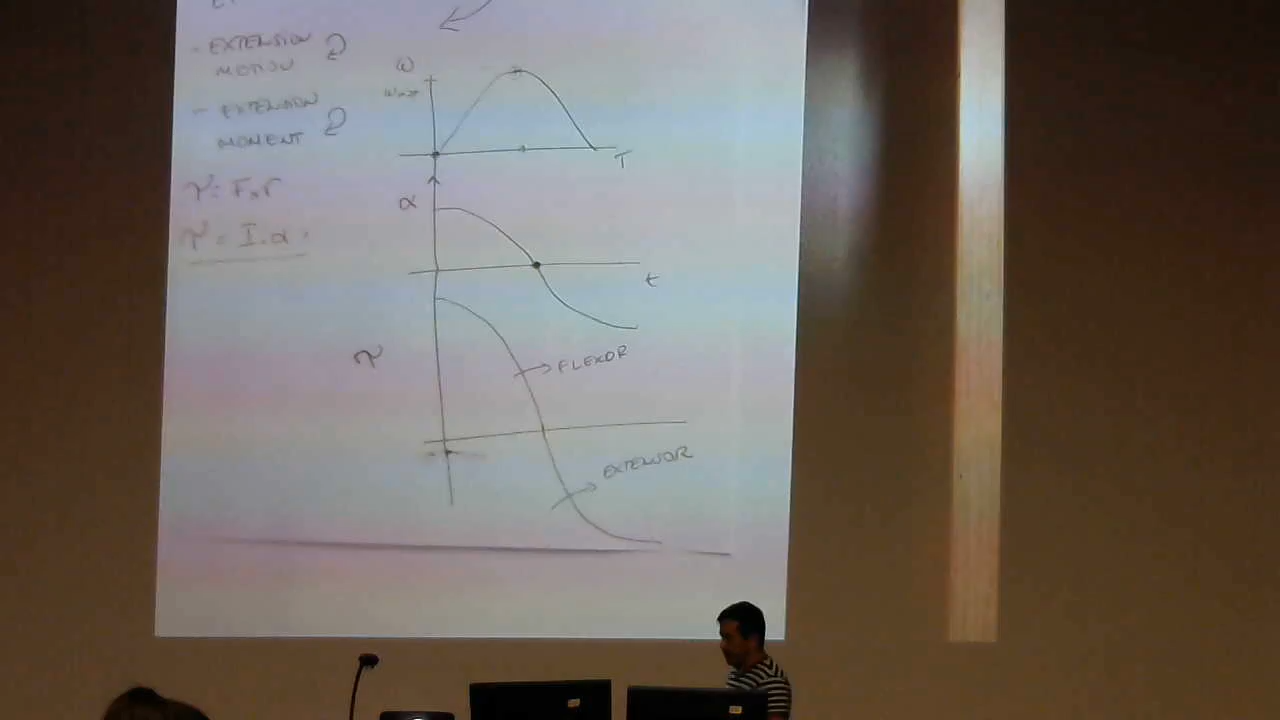 - EXTENSION
MOTION
- EXTENSION
MOMENT
τ = F x r
τ = I . α .
ω
T
α
t
τ
FLEXOR
EXTENSOR